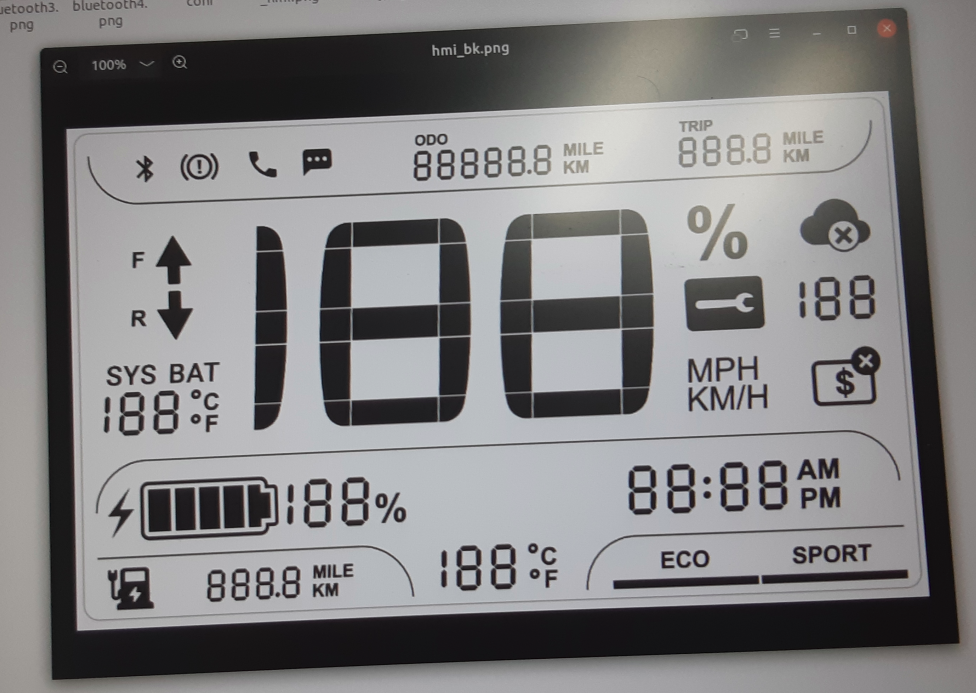 bluetooth4.
png
png
hmi_bk.png
100%
ODO
88888.8 MILE
KM
TRIP
888.8 MILE
KM
F
R
SYS BAT
188 °C
°F
188
%
188
MPH
KM/H
$
188%
88:88 AM
PM
888.8 MILE
KM
188 °C
°F
ECO
SPORT